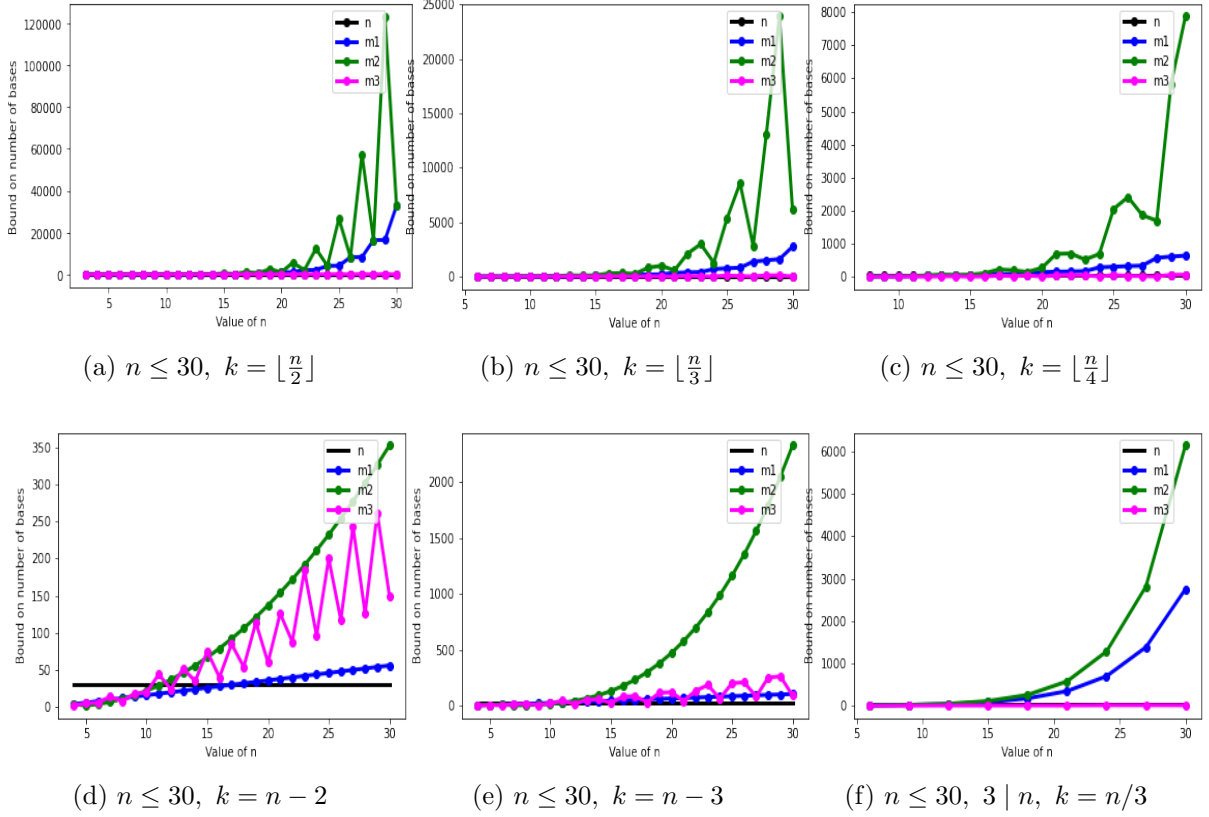 Bound on number of bases
120000
100000
80000
60000
40000
20000
0
n
m1
m2
m3
5 10 15 20 25 30
Value of n
(a) n ≤ 30, k = ⌊n/2⌋
Bound on number of bases
25000
20000
15000
10000
5000
0
n
m1
m2
m3
5 10 15 20 25 30
Value of n
(b) n ≤ 30, k = ⌊n/3⌋
Bound on number of bases
8000
7000
6000
5000
4000
3000
2000
1000
0
n
m1
m2
m3
10 15 20 25 30
Value of n
(c) n ≤ 30, k = ⌊n/4⌋
Bound on number of bases
350
300
250
200
150
100
50
0
n
m1
m2
m3
5 10 15 20 25 30
Value of n
(d) n ≤ 30, k = n − 2
Bound on number of bases
2000
1500
1000
500
0
n
m1
m2
m3
5 10 15 20 25 30
Value of n
(e) n ≤ 30, k = n − 3
Bound on number of bases
6000
5000
4000
3000
2000
1000
0
n
m1
m2
m3
10 15 20 25 30
Value of n
(f) n ≤ 30, 3 | n, k = n/3